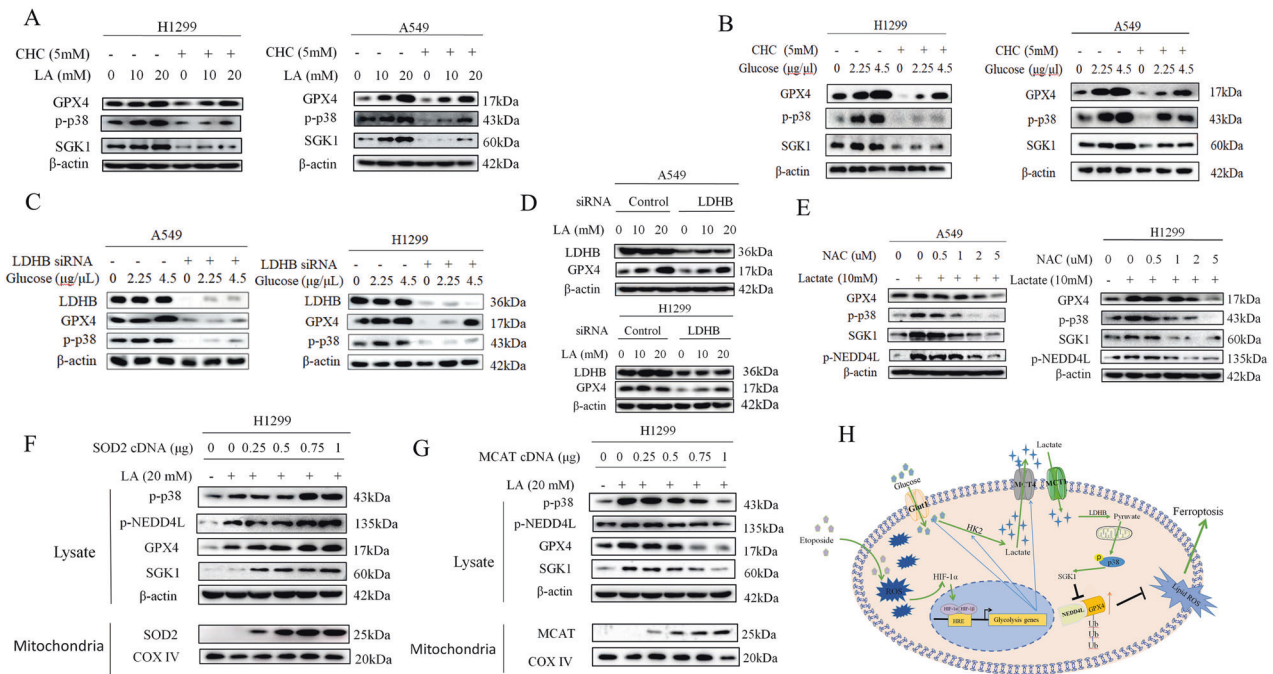 A
H1299
CHC (5mM) - - - + + +
LA (mM) 0 10 20 0 10 20
GPX4
p-p38
SGK1
β-actin
A549
CHC (5mM) - - - + + +
LA (mM) 0 10 20 0 10 20
GPX4 17kDa
p-p38 43kDa
SGK1 60kDa
β-actin 42kDa
B
H1299
CHC (5mM) - - - + + +
Glucose (μg/μl) 0 2.25 4.5 0 2.25 4.5
GPX4
p-p38
SGK1
β-actin
A549
CHC (5mM) - - - + + +
Glucose (μg/μl) 0 2.25 4.5 0 2.25 4.5
GPX4 17kDa
p-p38 43kDa
SGK1 60kDa
β-actin 42kDa
C
A549
LDHB siRNA - - - + + +
Glucose (μg/μL) 0 2.25 4.5 0 2.25 4.5
LDHB
GPX4
p-p38
β-actin
H1299
LDHB siRNA - - - + + +
Glucose (μg/μL) 0 2.25 4.5 0 2.25 4.5
LDHB 36kDa
GPX4 17kDa
p-p38 43kDa
β-actin 42kDa
D
A549
siRNA Control LDHB
LA (mM) 0 10 20 0 10 20
LDHB 36kDa
GPX4 17kDa
β-actin 42kDa
H1299
siRNA Control LDHB
LA (mM) 0 10 20 0 10 20
LDHB 36kDa
GPX4 17kDa
β-actin 42kDa
E
A549
NAC (uM) 0 0 0.5 1 2 5
Lactate (10mM) - + + + + +
GPX4
p-p38
SGK1
p-NEDD4L
β-actin
H1299
NAC (uM) 0 0 0.5 1 2 5
Lactate (10mM) - + + + + +
GPX4 17kDa
p-p38 43kDa
SGK1 60kDa
p-NEDD4L 135kDa
β-actin 42kDa
F
H1299
SOD2 cDNA (μg) 0 0 0.25 0.5 0.75 1
LA (20 mM) - + + + + +
Lysate
p-p38 43kDa
p-NEDD4L 135kDa
GPX4 17kDa
SGK1 60kDa
β-actin 42kDa
Mitochondria
SOD2 25kDa
COX IV 20kDa
G
H1299
MCAT cDNA (μg) 0 0 0.25 0.5 0.75 1
LA (20 mM) - + + + + +
Lysate
p-p38 43kDa
p-NEDD4L 135kDa
GPX4 17kDa
SGK1 60kDa
β-actin 42kDa
Mitochondria
MCAT 25kDa
COX IV 20kDa
H
Lactate
Glucose
MCT4
MCT1
Glut1
HK2
LDHB
Pyruvate
Ferroptosis
Etoposide
Lactate
P
p38
ROS
HIF-1α
SGK1
HIF-1α HIF-1β
HRE
Glycolysis genes
NEDD4L
GPX4
Lipid ROS
Ub
Ub
Ub